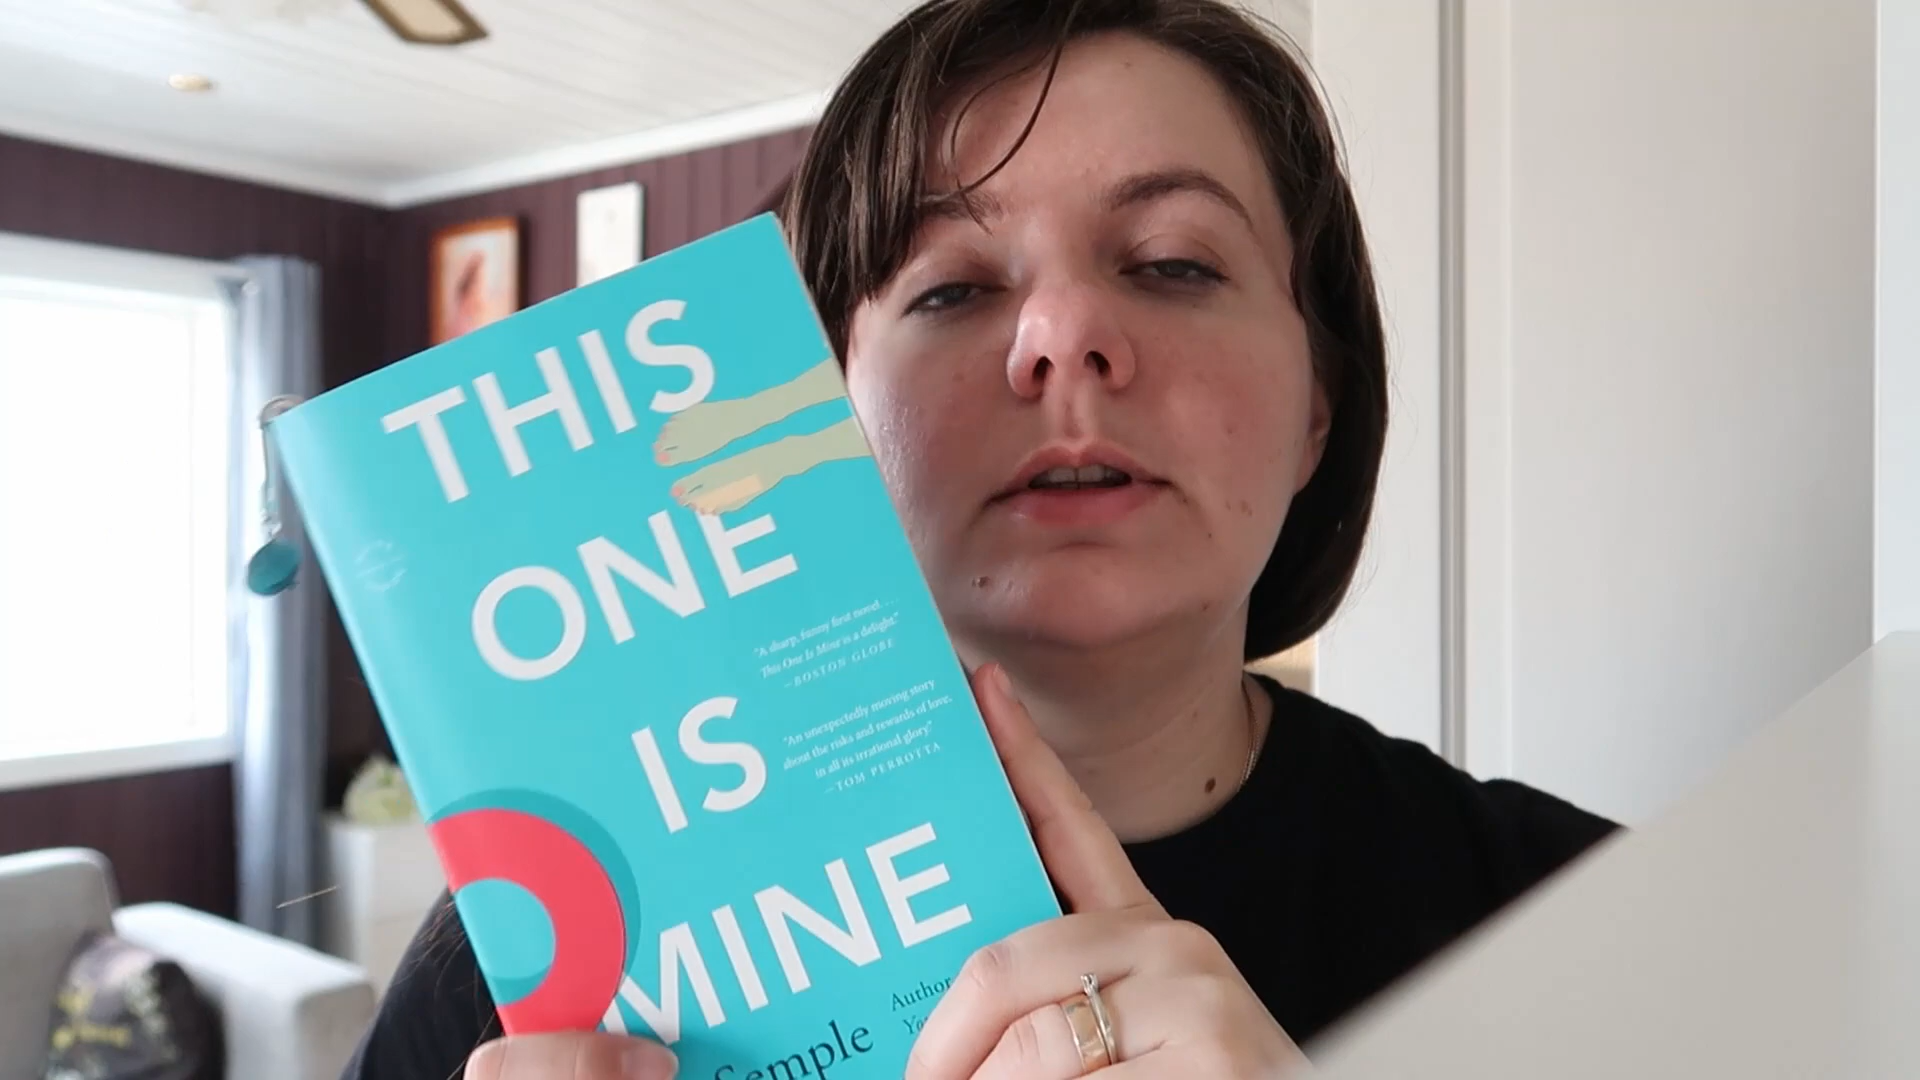 THIS
ONE
"A sharp, funny first novel. . . .
This One Is Mine is a delight."
—BOSTON GLOBE
IS
"An unexpectedly moving story
about the risks and rewards of love,
in all its irrational glory."
—TOM PERROTTA
MINE
Author
Semple